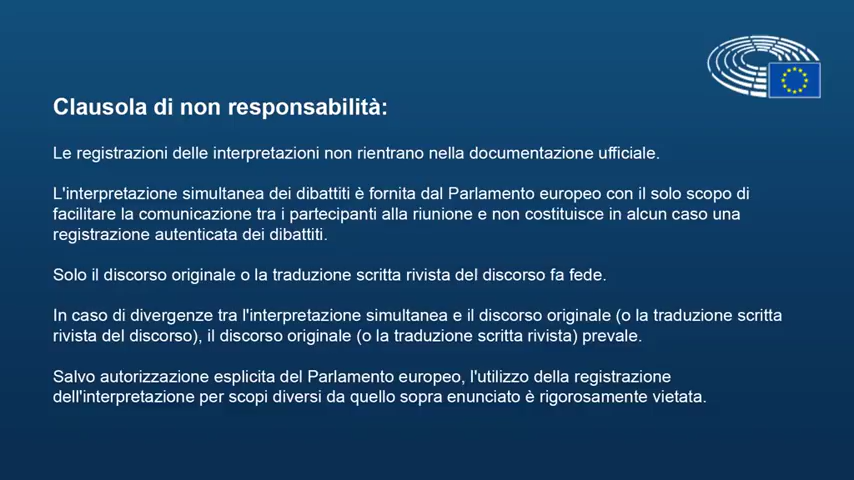 Clausola di non responsabilità:
Le registrazioni delle interpretazioni non rientrano nella documentazione ufficiale.
L'interpretazione simultanea dei dibattiti è fornita dal Parlamento europeo con il solo scopo di
facilitare la comunicazione tra i partecipanti alla riunione e non costituisce in alcun caso una
registrazione autenticata dei dibattiti.
Solo il discorso originale o la traduzione scritta rivista del discorso fa fede.
In caso di divergenze tra l'interpretazione simultanea e il discorso originale (o la traduzione scritta
rivista del discorso), il discorso originale (o la traduzione scritta rivista) prevale.
Salvo autorizzazione esplicita del Parlamento europeo, l'utilizzo della registrazione
dell'interpretazione per scopi diversi da quello sopra enunciato è rigorosamente vietata.